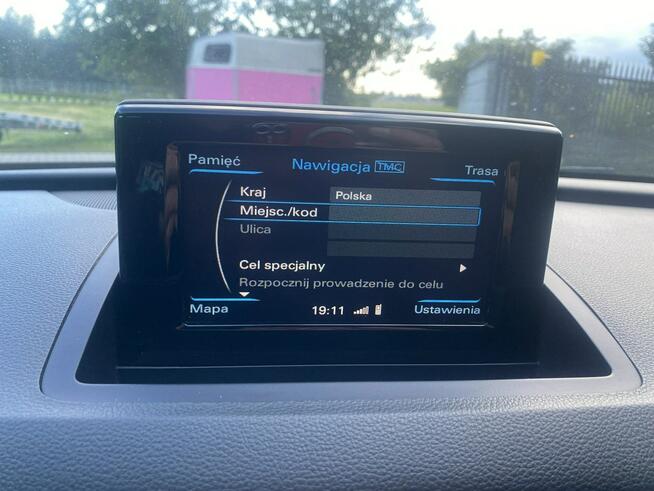 Pamięć
Nawigacja TMC
Trasa
Kraj Polska
Miejsc./kod
Ulica
Cel specjalny
Rozpocznij prowadzenie do celu
Mapa
19:11
Ustawienia